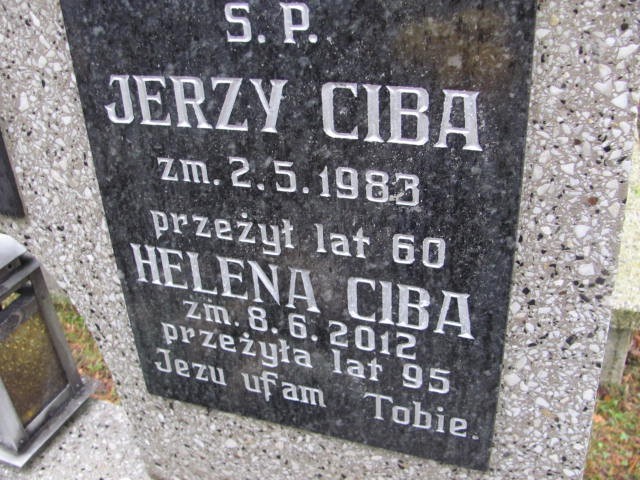 S. P.
JERZY CIBA
zm. 2. 5. 1983
przeżył lat 60
HELENA CIBA
zm. 8. 6. 2012
przeżyła lat 95
Jezu ufam Tobie.